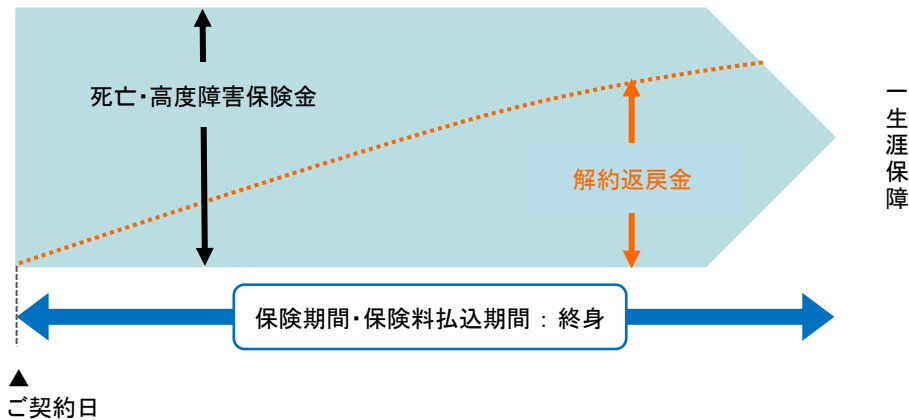 死亡・高度障害保険金
解約返戻金
一生涯保障
保険期間・保険料払込期間 : 終身
▲
ご契約日